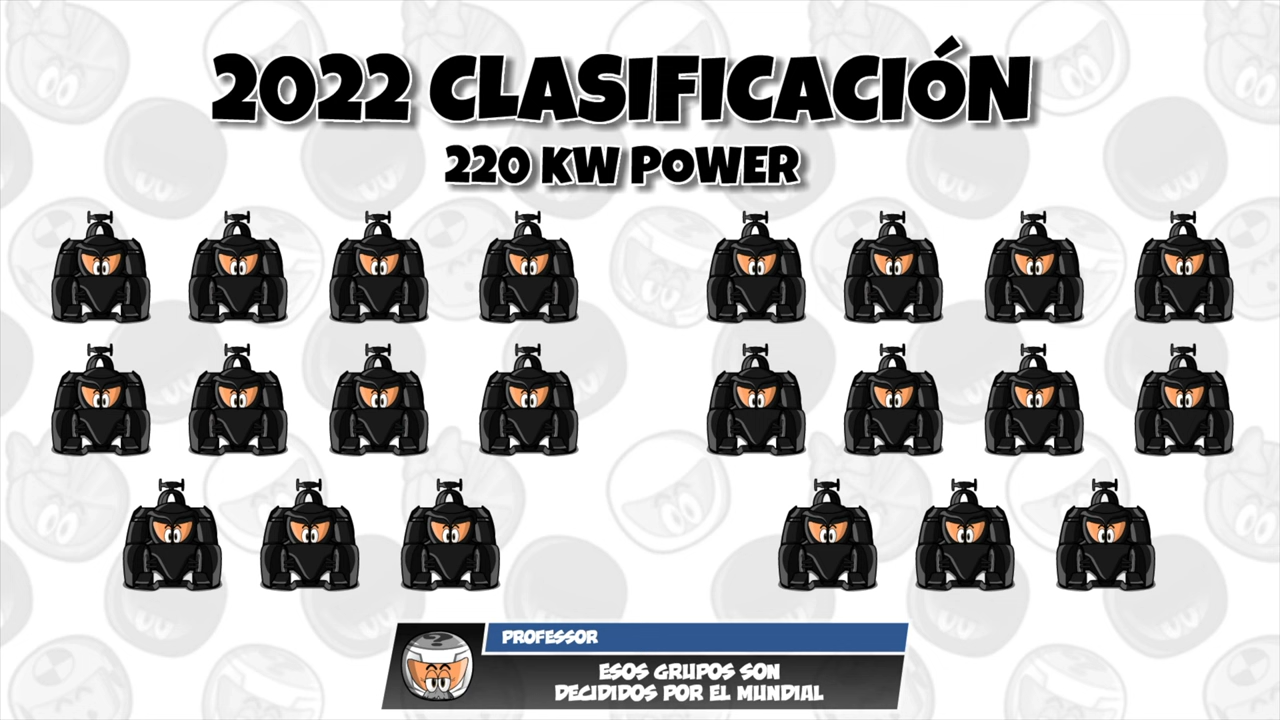 2022 CLASIFICACIÓN
220 KW POWER
?
PROFESSOR
ESOS GRUPOS SON
DECIDIDOS POR EL MUNDIAL